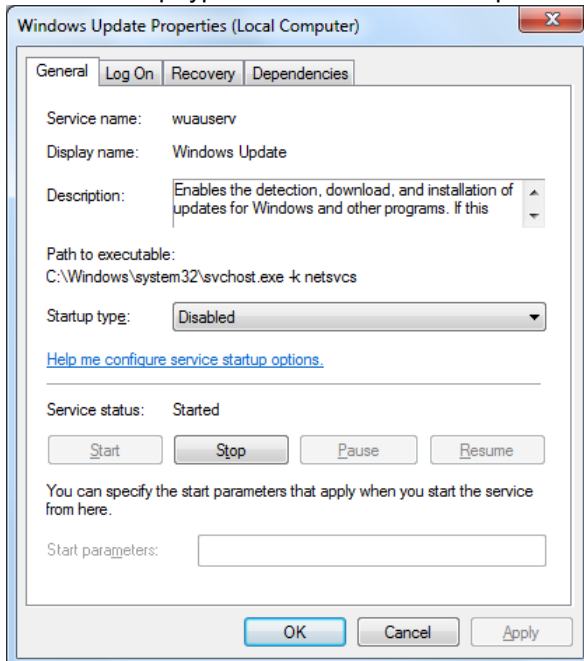 Windows Update Properties (Local Computer)
General Log On Recovery Dependencies
Service name: wuauserv
Display name: Windows Update
Description: Enables the detection, download, and installation of
updates for Windows and other programs. If this
Path to executable:
C:\Windows\system32\svchost.exe -k netsvcs
Startup type: Disabled
Help me configure service startup options.
Service status: Started
Start Stop Pause Resume
You can specify the start parameters that apply when you start the service
from here.
Start parameters:
OK Cancel Apply